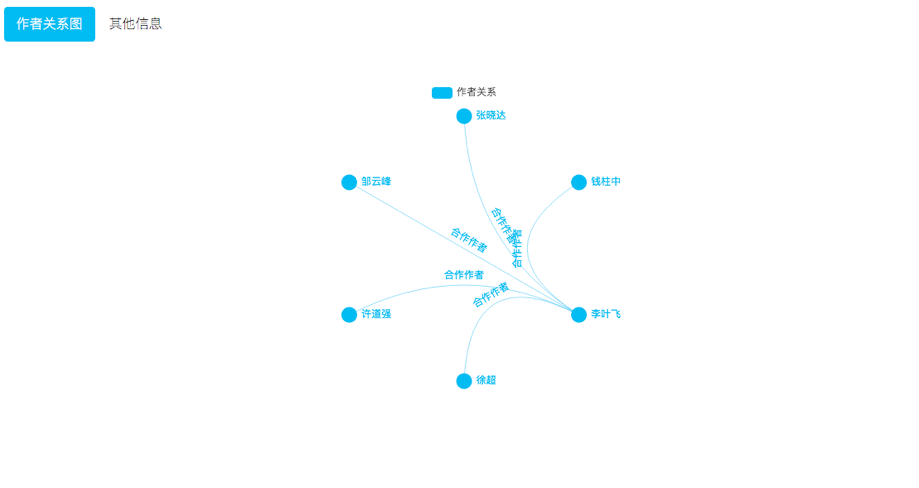 作者关系图
其他信息
作者关系
张晓达
邹云峰
钱柱中
合作作者
合作作者
合作作者
合作作者
合作作者
许道强
李叶飞
徐超